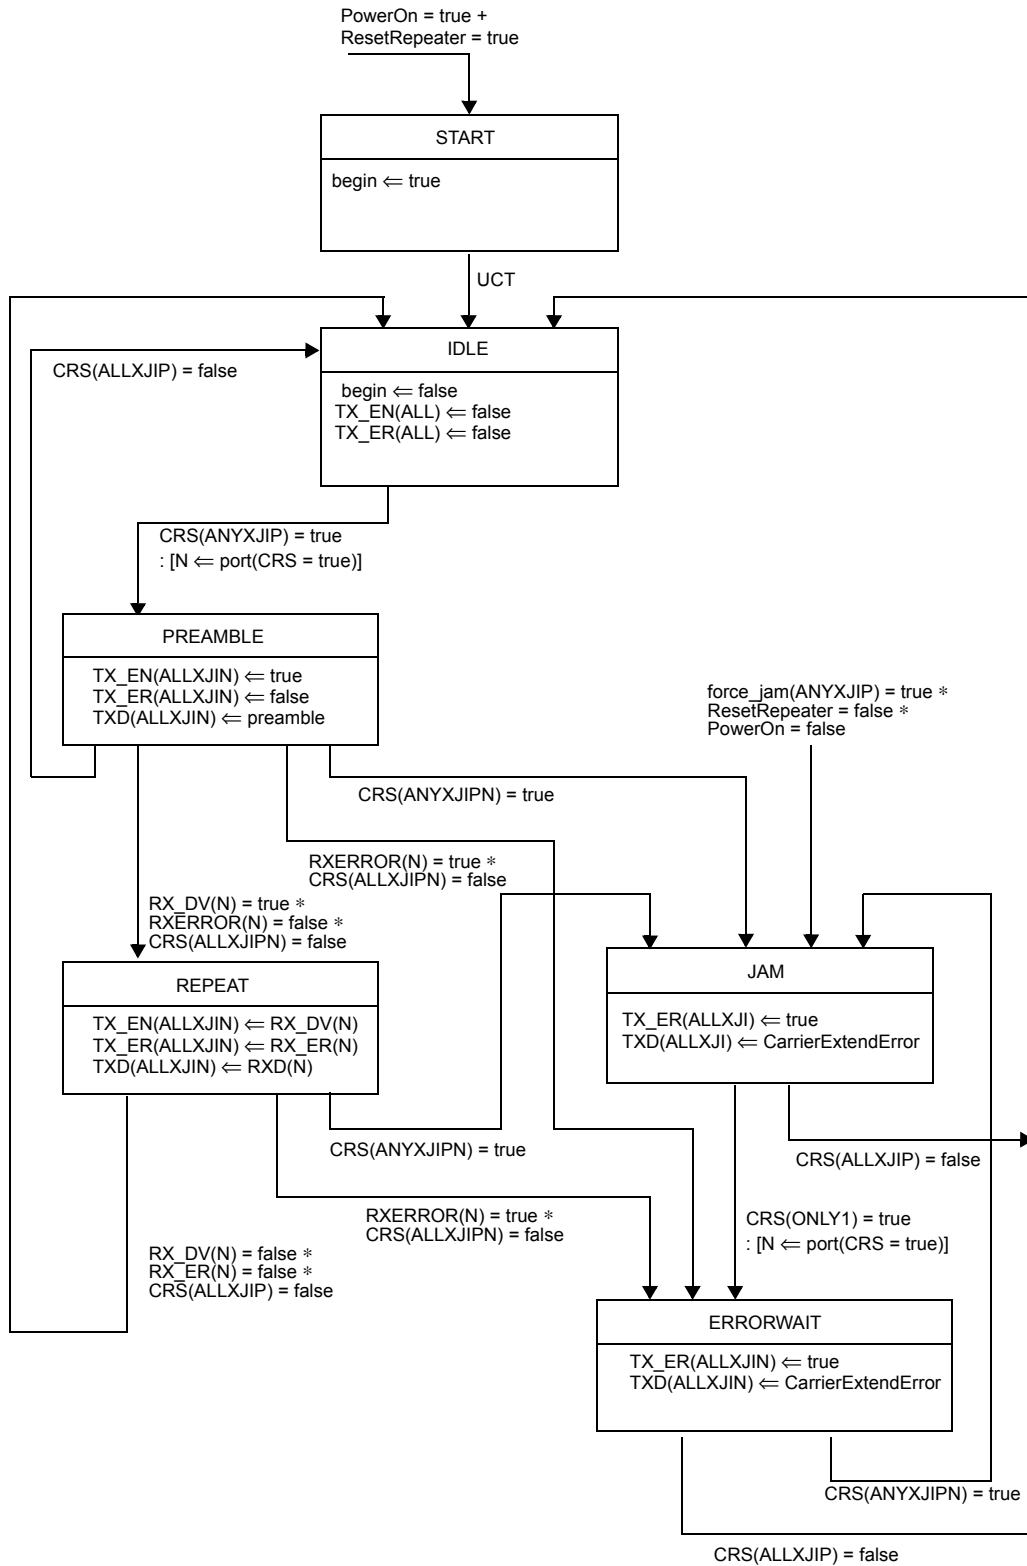 PowerOn = true +
ResetRepeater = true
START
begin ⇐ true
UCT
IDLE
CRS(ALLXJIP) = false
begin ⇐ false
TX_EN(ALL) ⇐ false
TX_ER(ALL) ⇐ false
CRS(ANYXJIP) = true
: [N ⇐ port(CRS = true)]
PREAMBLE
TX_EN(ALLXJIN) ⇐ true
TX_ER(ALLXJIN) ⇐ false
TXD(ALLXJIN) ⇐ preamble
force_jam(ANYXJIP) = true *
ResetRepeater = false *
PowerOn = false
CRS(ANYXJIPN) = true
RXERROR(N) = true *
CRS(ALLXJIPN) = false
RX_DV(N) = true *
RXERROR(N) = false *
CRS(ALLXJIPN) = false
JAM
REPEAT
TX_EN(ALLXJIN) ⇐ RX_DV(N)
TX_ER(ALLXJIN) ⇐ RX_ER(N)
TXD(ALLXJIN) ⇐ RXD(N)
TX_ER(ALLXJI) ⇐ true
TXD(ALLXJI) ⇐ CarrierExtendError
CRS(ANYXJIPN) = true
CRS(ALLXJIP) = false
RXERROR(N) = true *
CRS(ALLXJIPN) = false
CRS(ONLY1) = true
: [N ⇐ port(CRS = true)]
RX_DV(N) = false *
RX_ER(N) = false *
CRS(ALLXJIP) = false
ERRORWAIT
TX_ER(ALLXJIN) ⇐ true
TXD(ALLXJIN) ⇐ CarrierExtendError
CRS(ANYXJIPN) = true
CRS(ALLXJIP) = false